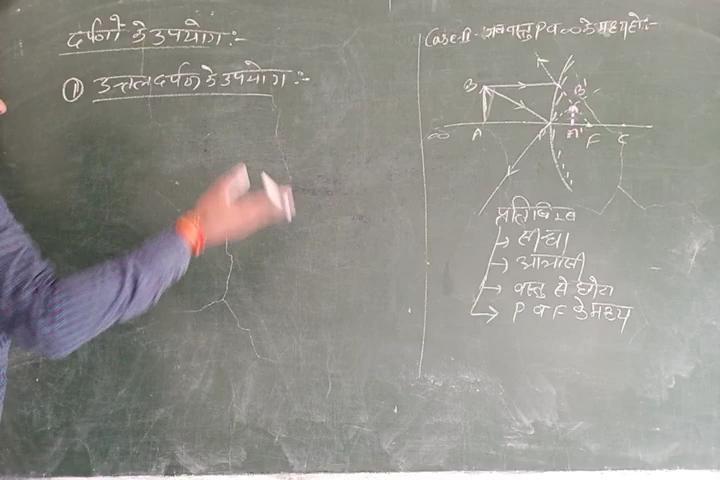 दर्पणों के उपयोग :-
① उत्तल दर्पण के उपयोग :-
Case-II- जब वस्तु P व ∞ के मध्य हो :-
B
B'
∞
A
A'
F
C
प्रतिबिम्ब
→ सीधा
→ आभासी
→ वस्तु से छोटा
→ P व F के मध्य